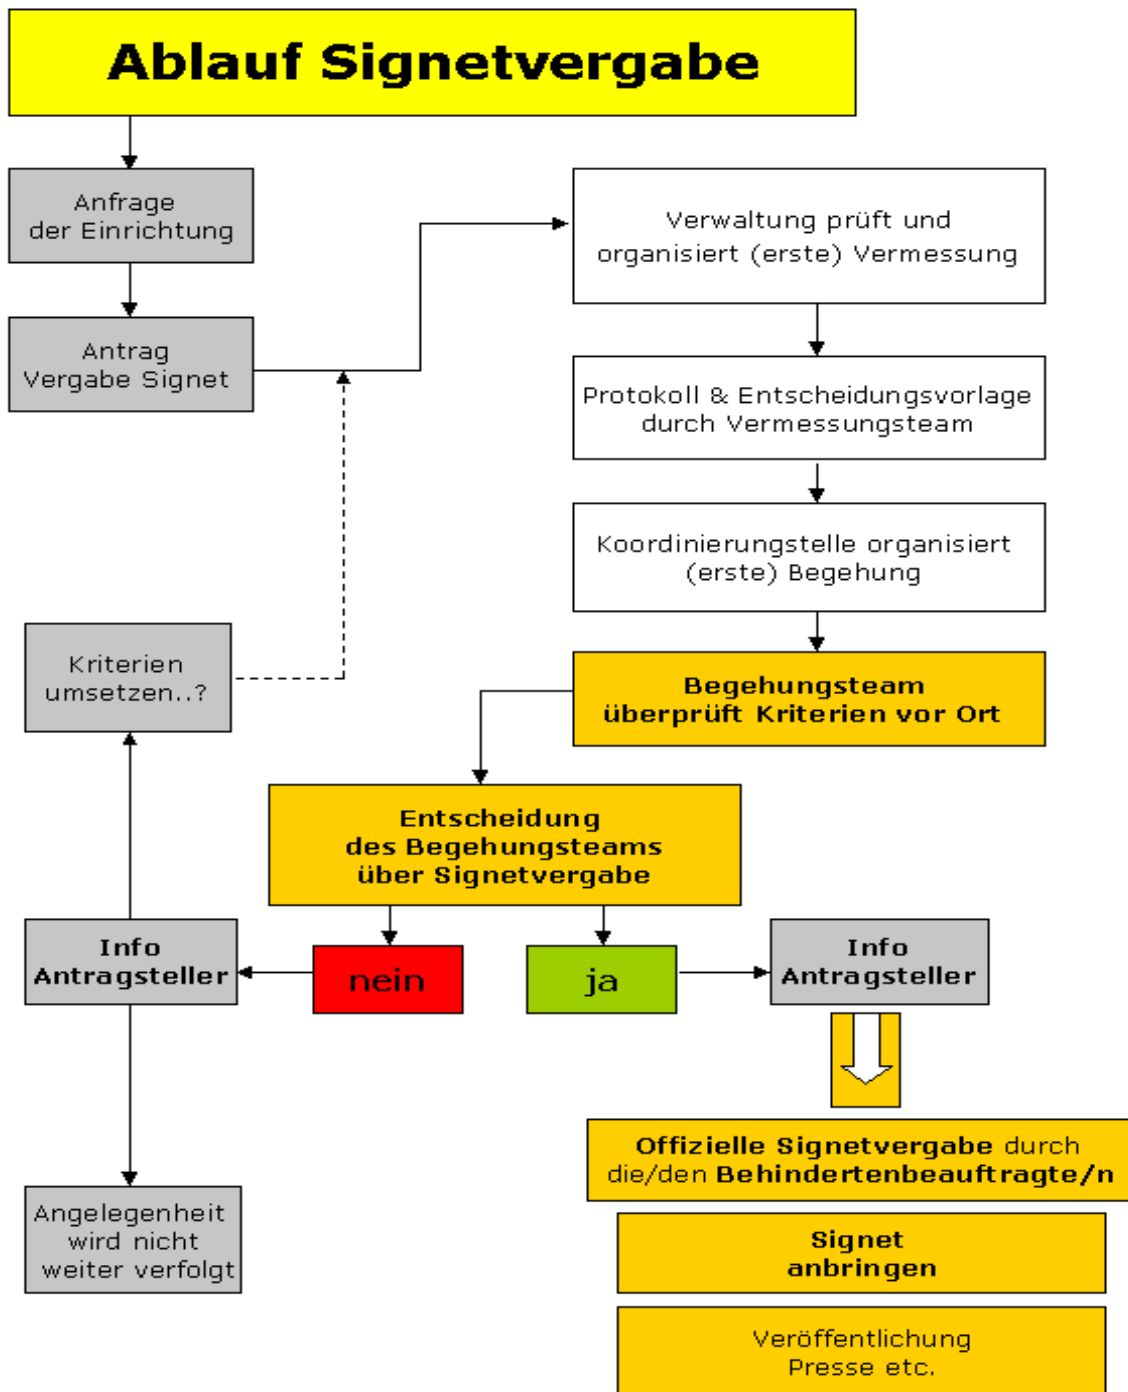 Ablauf Signetvergabe
Anfrage
der Einrichtung
Antrag
Vergabe Signet
Verwaltung prüft und
organisiert (erste) Vermessung
Protokoll & Entscheidungsvorlage
durch Vermessungsteam
Koordinierungstelle organisiert
(erste) Begehung
Kriterien
umsetzen..?
Begehungsteam
überprüft Kriterien vor Ort
Entscheidung
des Begehungsteams
über Signetvergabe
Info
Antragsteller
nein
ja
Info
Antragsteller
Angelegenheit
wird nicht
weiter verfolgt
Offizielle Signetvergabe durch
die/den Behindertenbeauftragte/n
Signet
anbringen
Veröffentlichung
Presse etc.